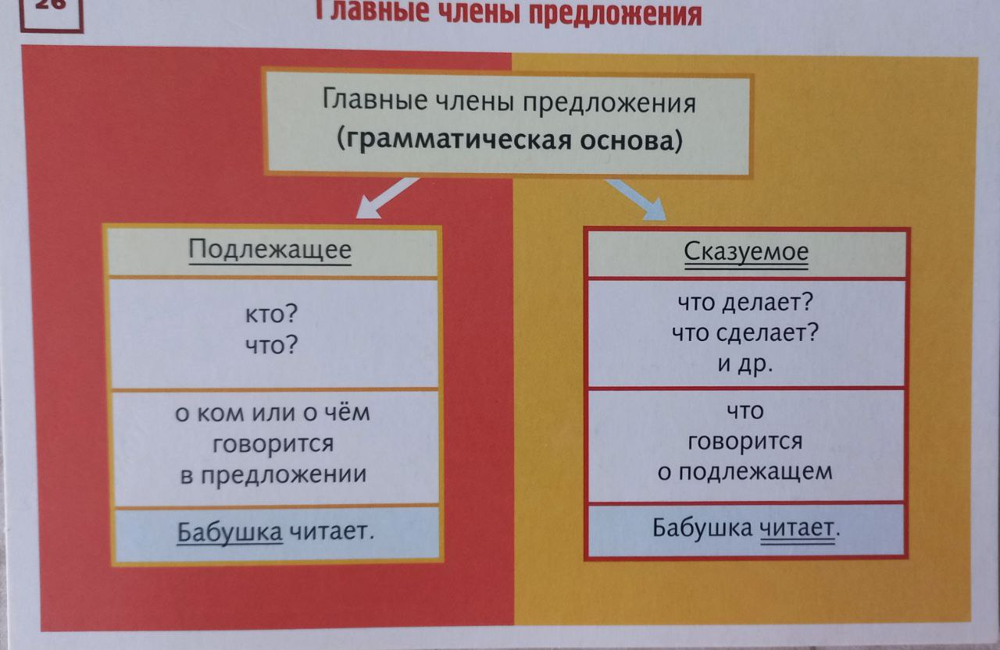 26
Главные члены предложения
Главные члены предложения
(грамматическая основа)
Подлежащее
кто?
что?
о ком или о чём
говорится
в предложении
Бабушка читает.
Сказуемое
что делает?
что сделает?
и др.
что
говорится
о подлежащем
Бабушка читает.